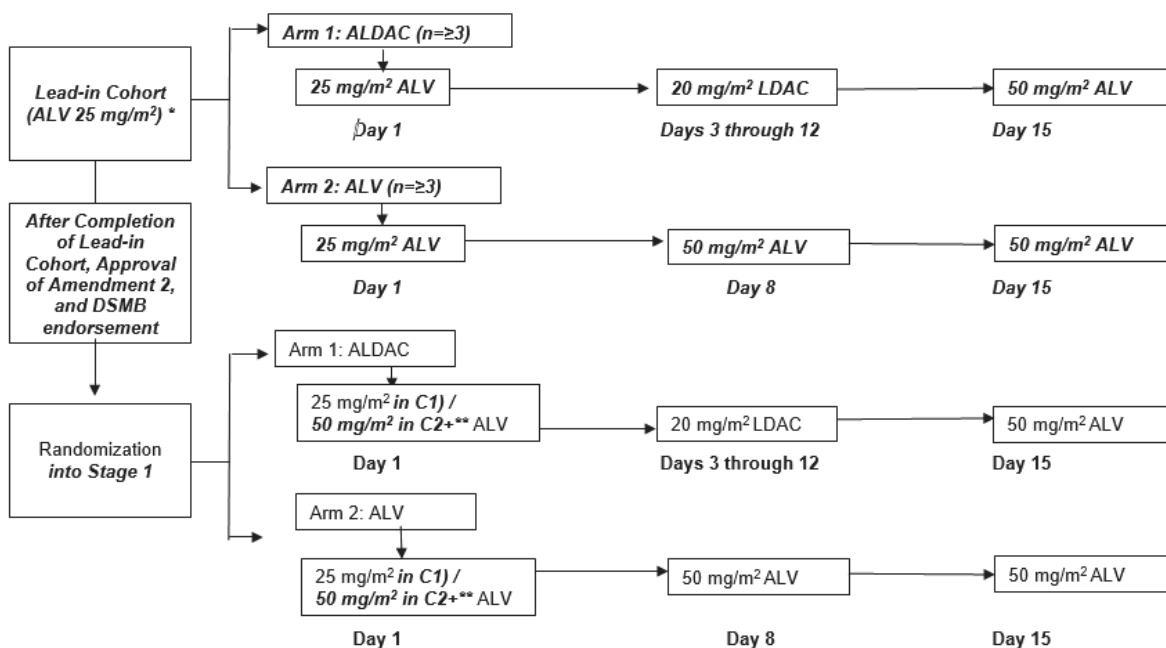 Lead-in Cohort
(ALV 25 mg/m²) *
Arm 1: ALDAC (n=≥3)
25 mg/m² ALV
20 mg/m² LDAC
50 mg/m² ALV
Day 1
Days 3 through 12
Day 15
Arm 2: ALV (n=≥3)
25 mg/m² ALV
50 mg/m² ALV
50 mg/m² ALV
Day 1
Day 8
Day 15
After Completion
of Lead-in
Cohort, Approval
of Amendment 2,
and DSMB
endorsement
Randomization
into Stage 1
Arm 1: ALDAC
25 mg/m² in C1) /
50 mg/m² in C2+** ALV
20 mg/m² LDAC
50 mg/m² ALV
Day 1
Days 3 through 12
Day 15
Arm 2: ALV
25 mg/m² in C1) /
50 mg/m² in C2+** ALV
50 mg/m² ALV
50 mg/m² ALV
Day 1
Day 8
Day 15